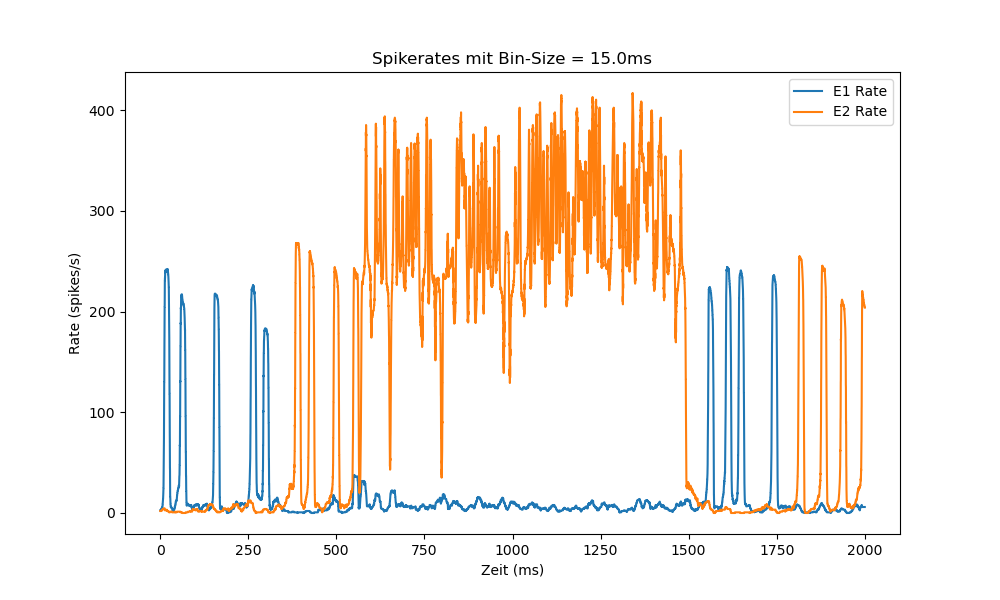 Spikerates mit Bin-Size = 15.0ms
E1 Rate
E2 Rate
400
300
200
100
0
Rate (spikes/s)
0 250 500 750 1000 1250 1500 1750 2000
Zeit (ms)